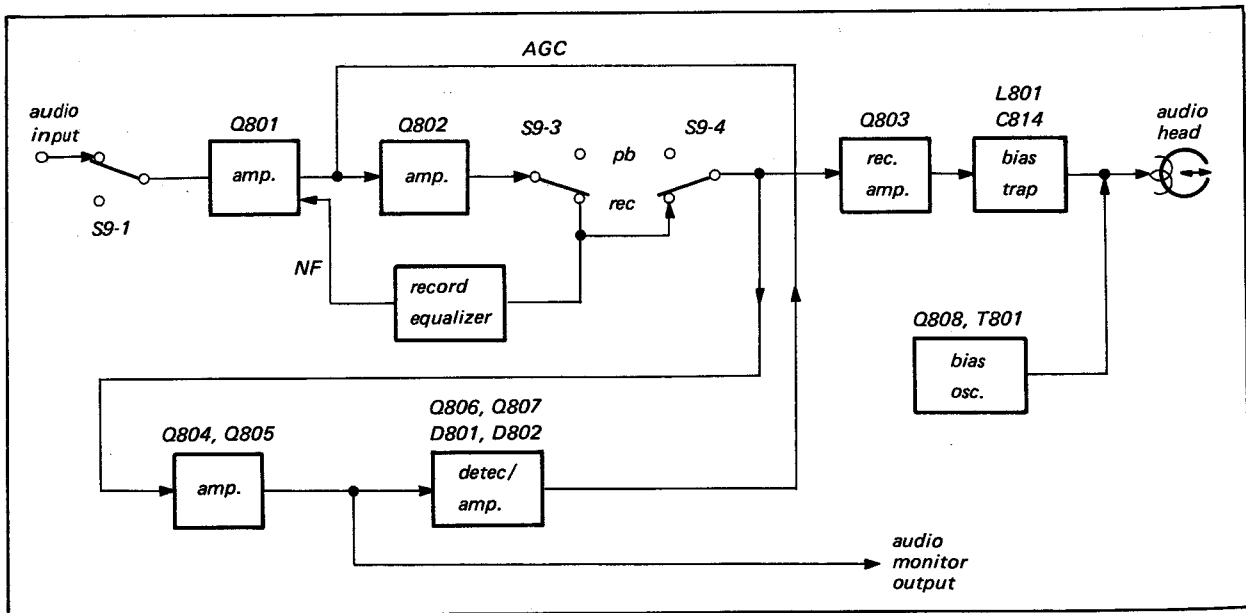 AGC
audio
input
Q801
Q802
S9-3
S9-4
Q803
L801
C814
audio
head
amp.
amp.
pb
rec
rec.
amp.
bias
trap
S9-1
NF
record
equalizer
Q808, T801
bias
osc.
Q804, Q805
Q806, Q807
D801, D802
amp.
detec/
amp.
audio
monitor
output